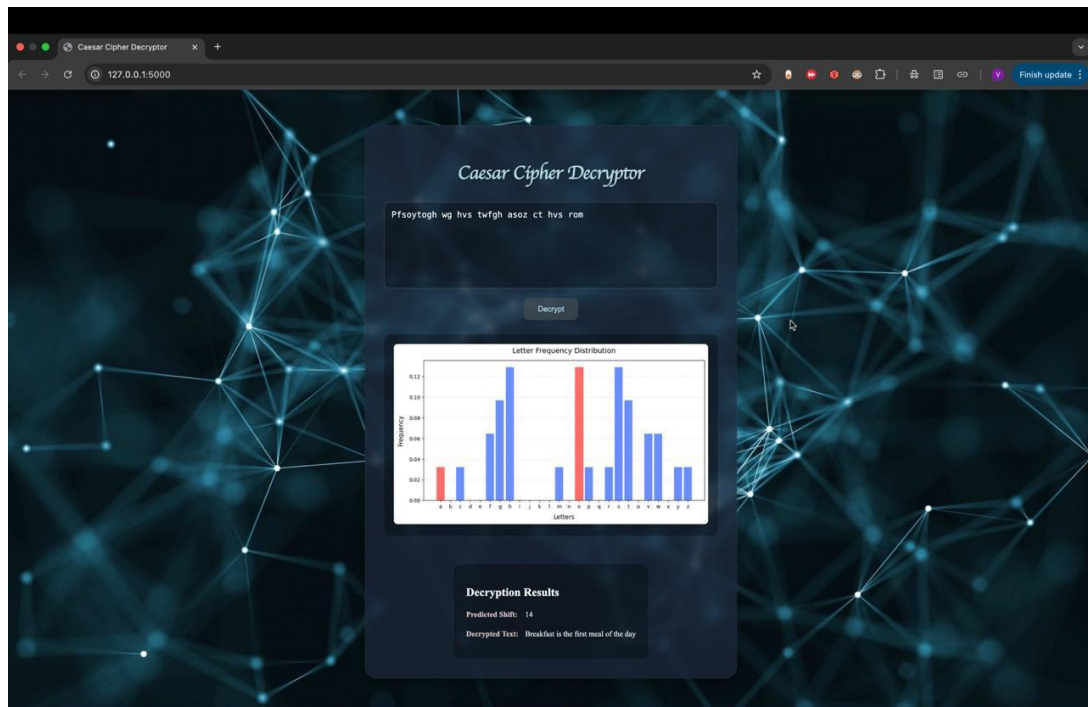 Caesar Cipher Decryptor
127.0.0.1:5000
V
Finish update
Caesar Cipher Decryptor
Pfsoytogh wg hvs twfgh asoz ct hvs rom
Decrypt
Letter Frequency Distribution
Frequency
0.12
0.10
0.08
0.06
0.04
0.02
0.00
a b c d e f g h i j k l m n o p q r s t u v w x y z
Letters
Decryption Results
Predicted Shift: 14
Decrypted Text: Breakfast is the first meal of the day